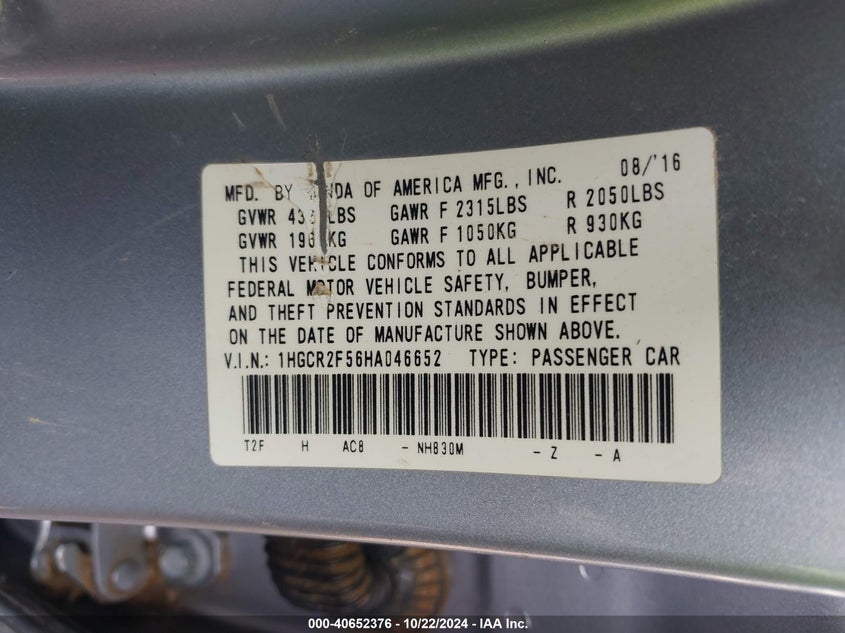 MFD. BY DA OF AMERICA MFG., INC. 08/'16
GVWR LBS GAWR F 2315LBS R 2050LBS
GVWR KG GAWR F 1050KG R 930KG
THIS VEHICLE CONFORMS TO ALL APPLICABLE
FEDERAL MOTOR VEHICLE SAFETY, BUMPER,
AND THEFT PREVENTION STANDARDS IN EFFECT
ON THE DATE OF MANUFACTURE SHOWN ABOVE.
V.I.N.: 1HGCR2F56HA046652 TYPE: PASSENGER CAR
T2F H AC8 - NH830M - Z - A
000-40652376 - 10/22/2024 - IAA Inc.